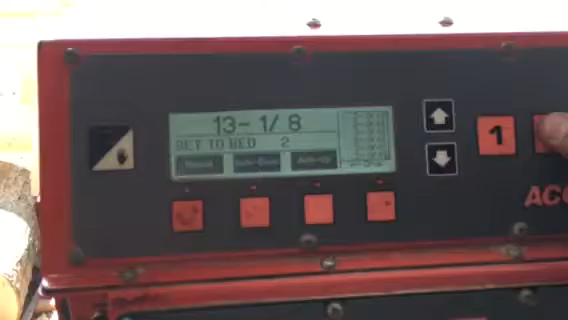 13- 1/ 8
SET TO BED 2
Manual Auto-Down Auto-Up
1
ACC